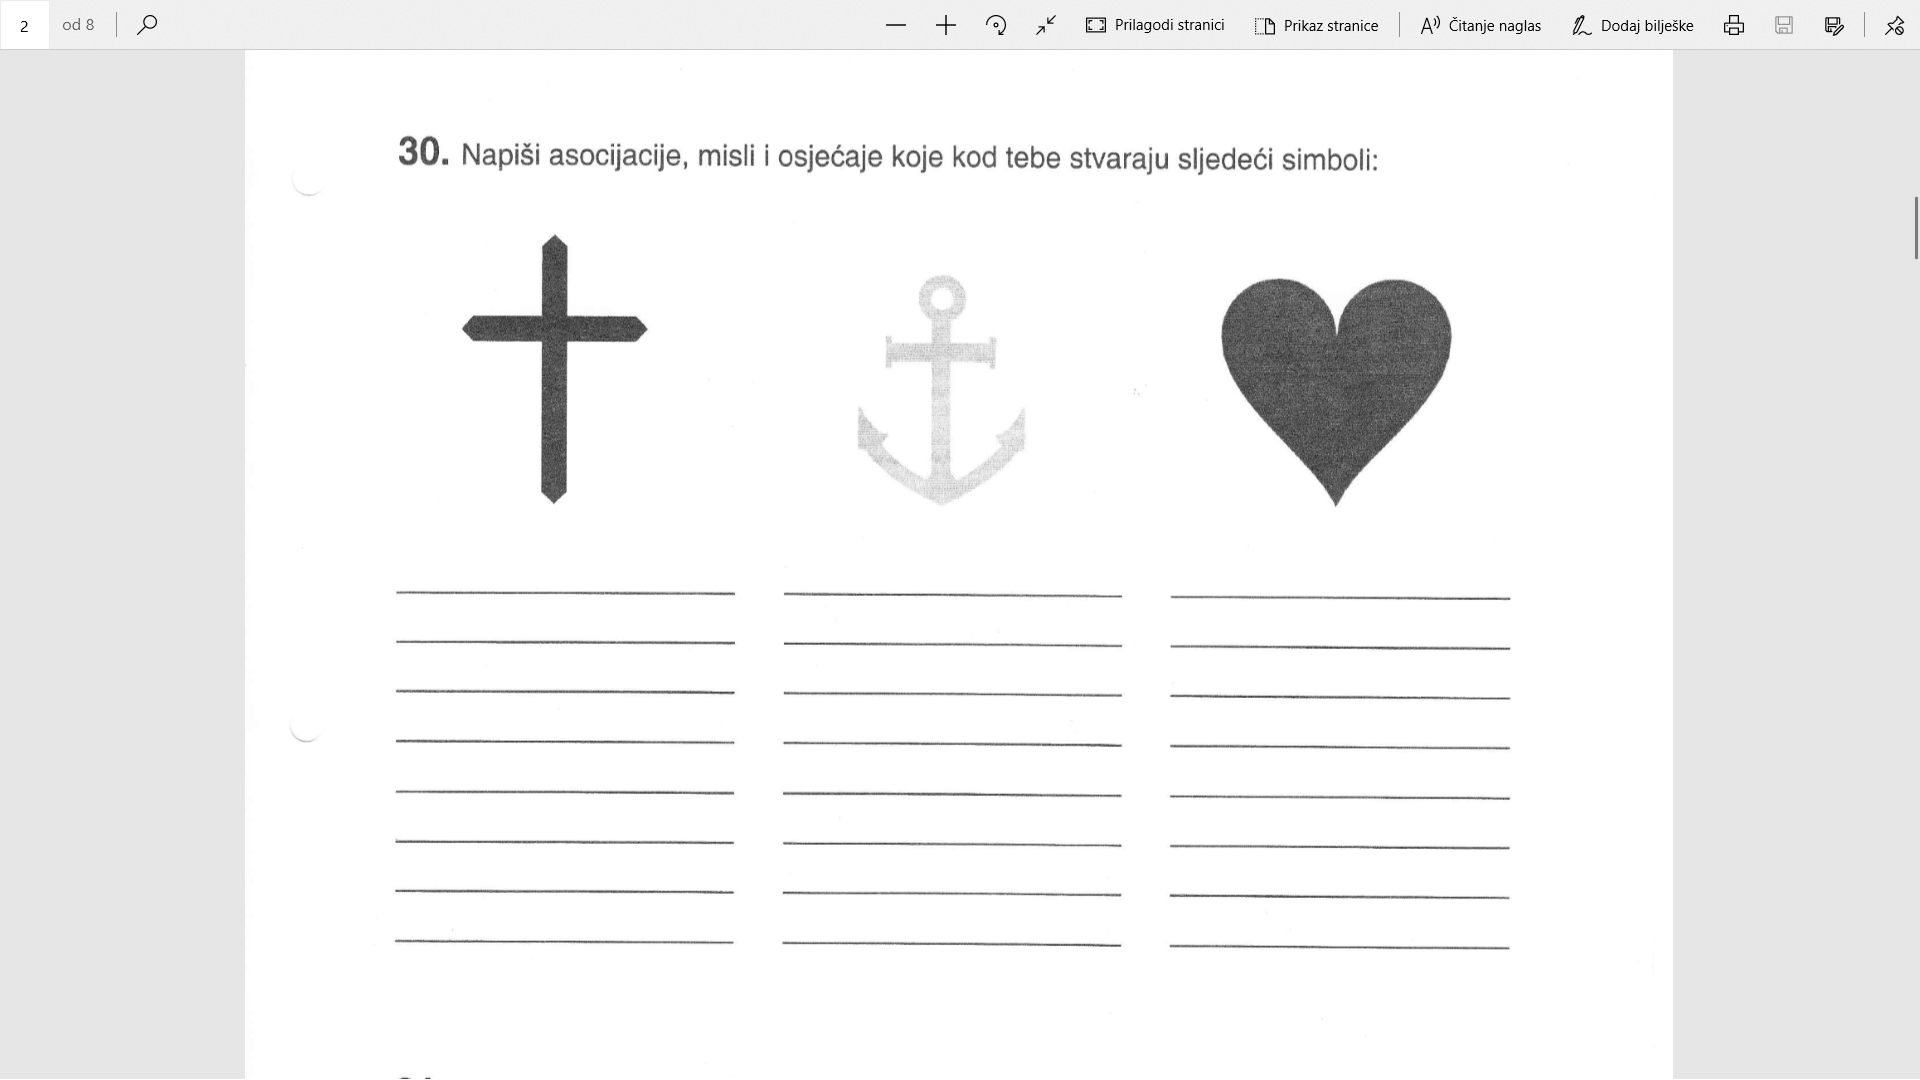 2 od 8 Prilagodi stranici Prikaz stranice Čitanje naglas Dodaj bilješke
30. Napiši asocijacije, misli i osjećaje koje kod tebe stvaraju sljedeći simboli: